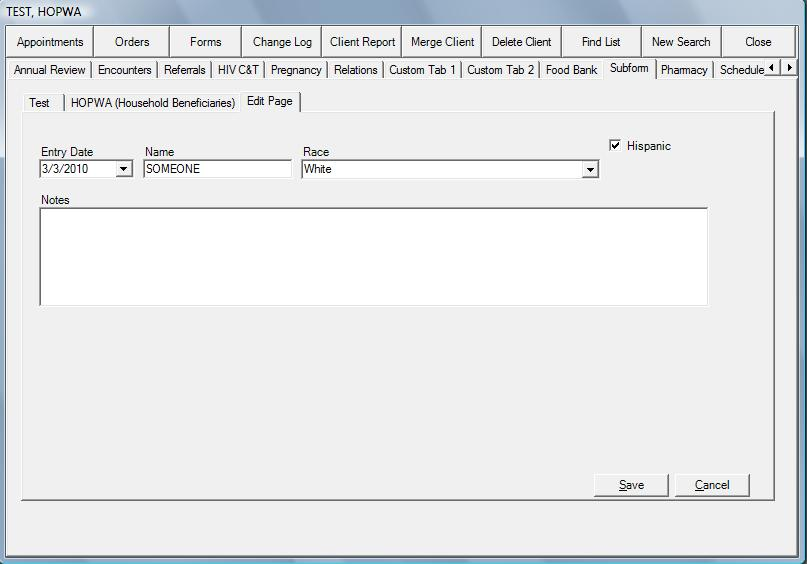 TEST, HOPWA
Appointments Orders Forms Change Log Client Report Merge Client Delete Client Find List New Search Close
Annual Review Encounters Referrals HIV C&T Pregnancy Relations Custom Tab 1 Custom Tab 2 Food Bank Subform Pharmacy Schedule
Test HOPWA (Household Beneficiaries) Edit Page
Entry Date Name Race Hispanic
3/3/2010 SOMEONE White
Notes
Save Cancel